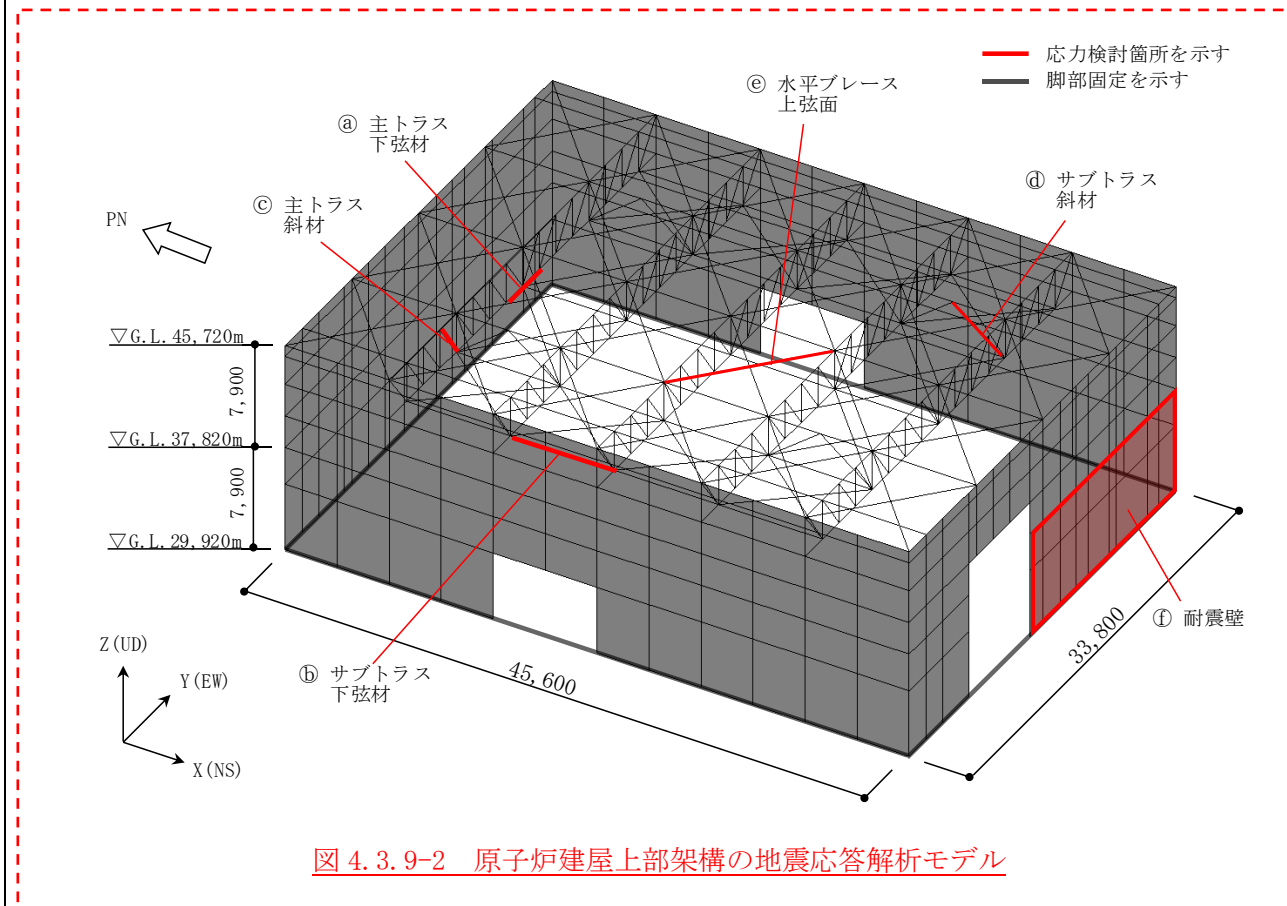 応力検討箇所を示す
脚部固定を示す
ⓔ 水平ブレース
上弦面
ⓐ 主トラス
下弦材
ⓓ サブトラス
斜材
ⓒ 主トラス
斜材
PN
▽G.L.45,720m
7,900
▽G.L.37,820m
7,900
▽G.L.29,920m
ⓕ 耐震壁
33,800
45,600
ⓑ サブトラス
下弦材
Z(UD)
Y(EW)
X(NS)
図 4.3.9-2 原子炉建屋上部架構の地震応答解析モデル